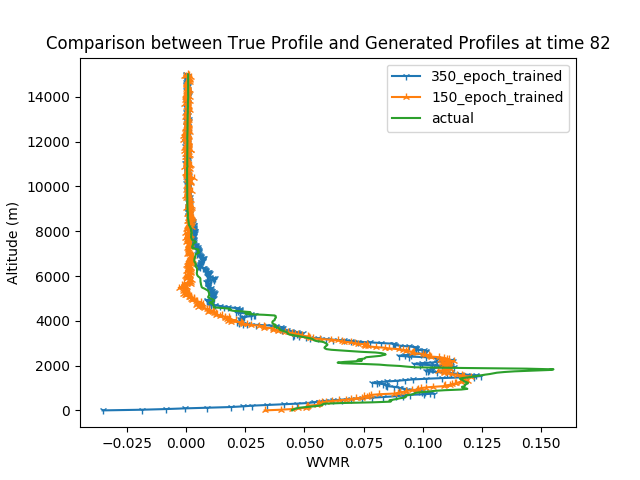 Comparison between True Profile and Generated Profiles at time 82
350_epoch_trained
150_epoch_trained
actual
Altitude (m)
14000
12000
10000
8000
6000
4000
2000
0
−0.025
0.000
0.025
0.050
0.075
0.100
0.125
0.150
WVMR